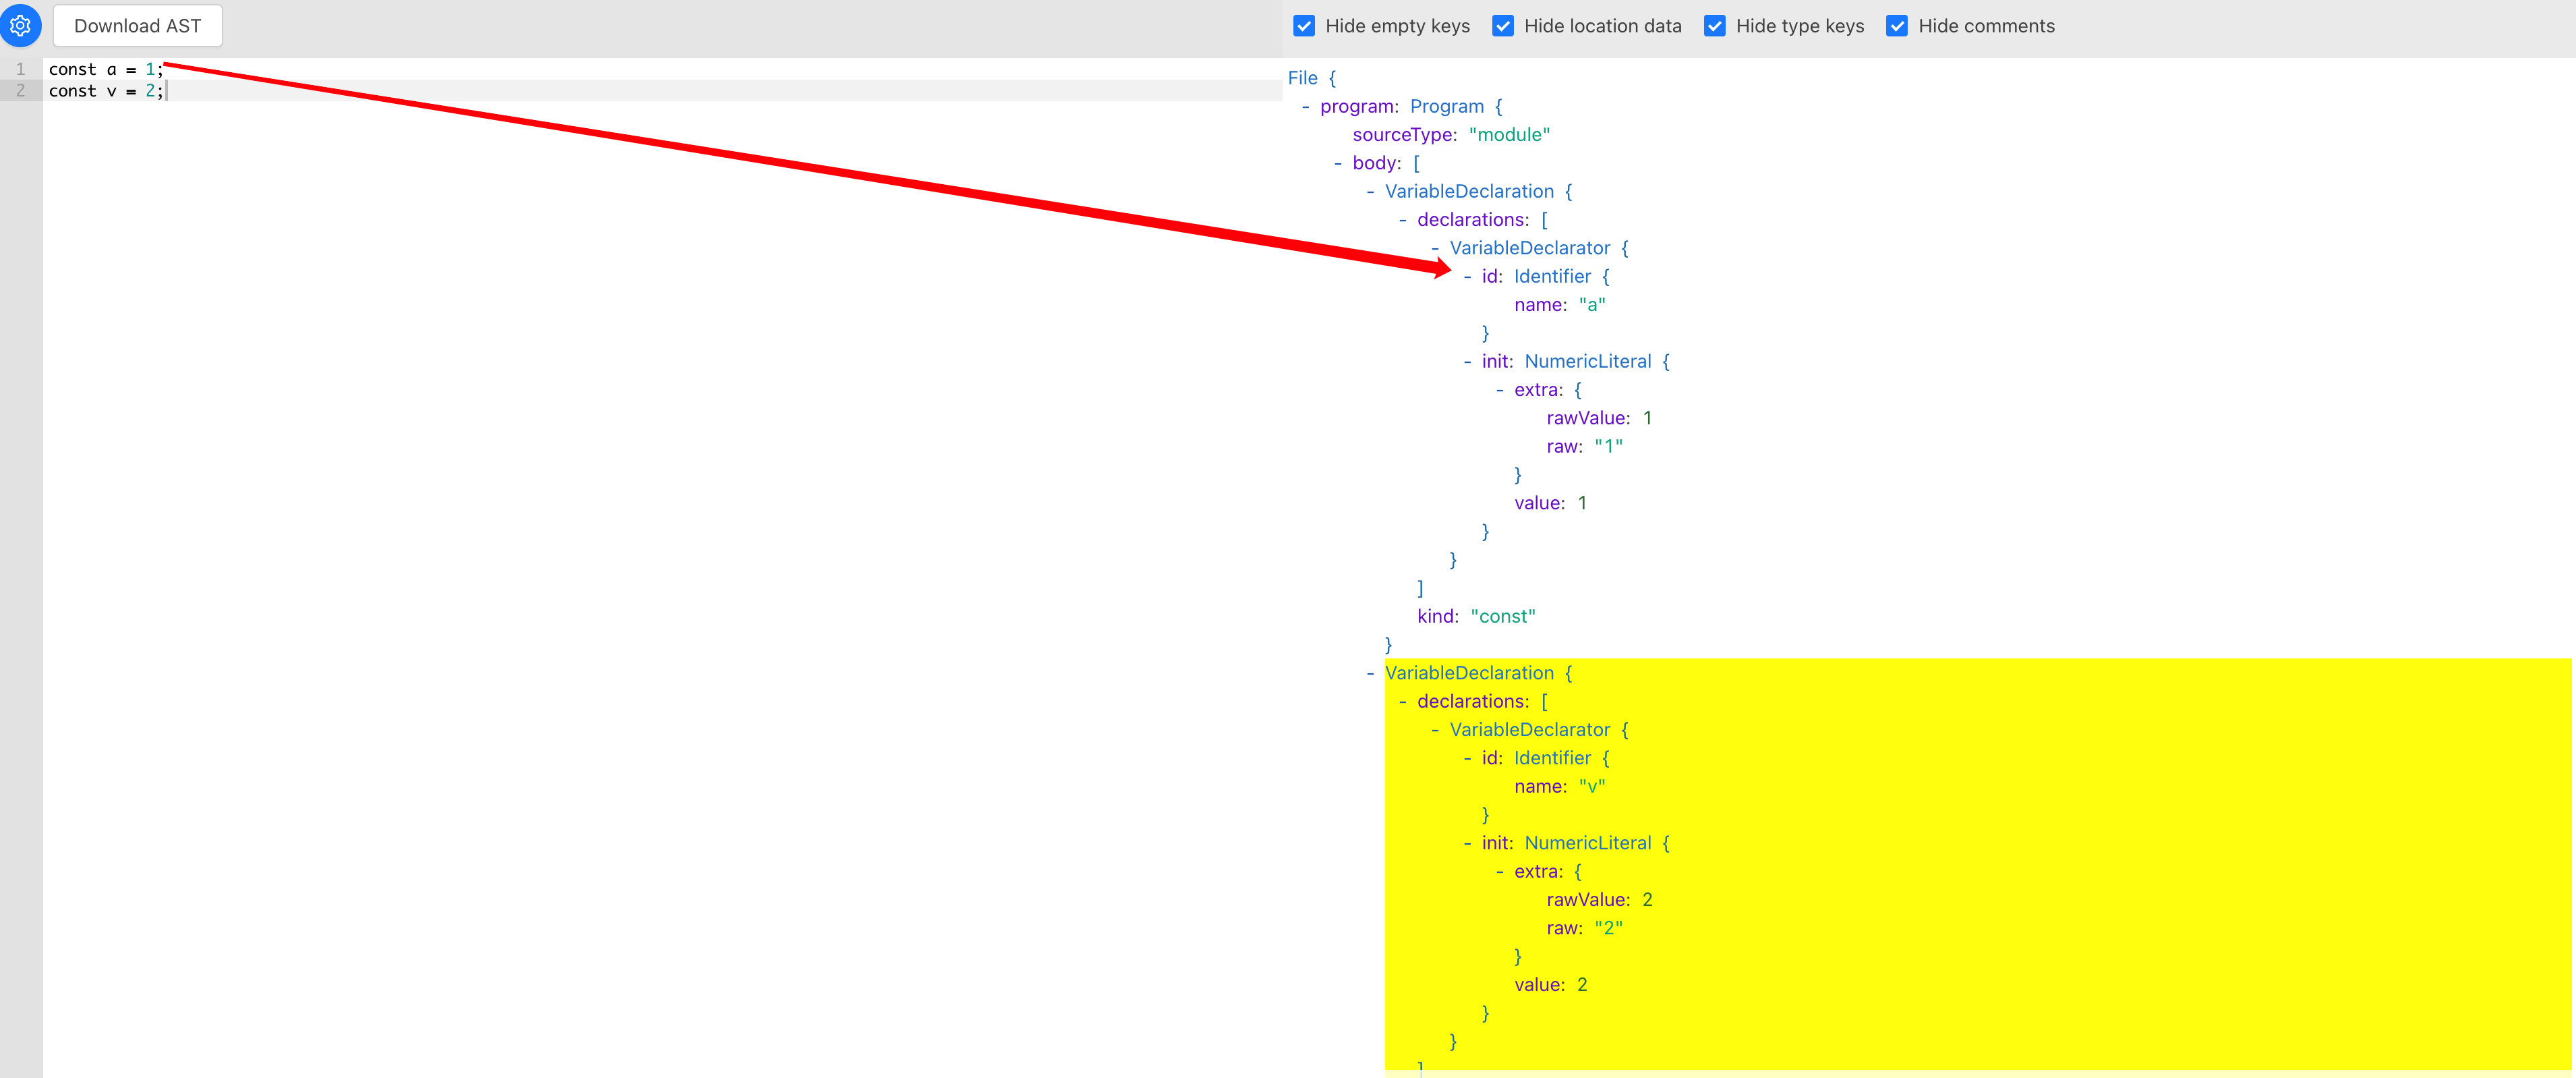 Download AST
Hide empty keys Hide location data Hide type keys Hide comments
1 const a = 1;
2 const v = 2;
File {
- program: Program {
sourceType: "module"
- body: [
- VariableDeclaration {
- declarations: [
- VariableDeclarator {
- id: Identifier {
name: "a"
}
- init: NumericLiteral {
- extra: {
rawValue: 1
raw: "1"
}
value: 1
}
}
]
kind: "const"
}
- VariableDeclaration {
- declarations: [
- VariableDeclarator {
- id: Identifier {
name: "v"
}
- init: NumericLiteral {
- extra: {
rawValue: 2
raw: "2"
}
value: 2
}
}
]